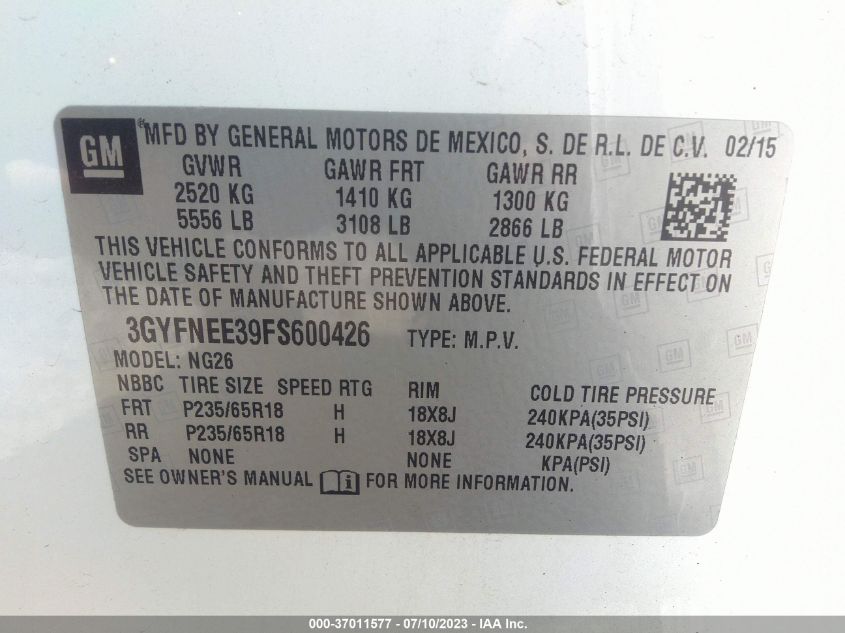 GM
MFD BY GENERAL MOTORS DE MEXICO, S. DE R.L. DE C.V. 02/15
GVWR GAWR FRT GAWR RR
2520 KG 1410 KG 1300 KG
5556 LB 3108 LB 2866 LB
THIS VEHICLE CONFORMS TO ALL APPLICABLE U.S. FEDERAL MOTOR
VEHICLE SAFETY AND THEFT PREVENTION STANDARDS IN EFFECT ON
THE DATE OF MANUFACTURE SHOWN ABOVE.
3GYFNEE39FS600426 TYPE: M.P.V.
MODEL: NG26
NBBC TIRE SIZE SPEED RTG RIM COLD TIRE PRESSURE
FRT P235/65R18 H 18X8J 240KPA(35PSI)
RR P235/65R18 H 18X8J 240KPA(35PSI)
SPA NONE NONE KPA(PSI)
SEE OWNER'S MANUAL i FOR MORE INFORMATION.
000-37011577 - 07/10/2023 - IAA Inc.